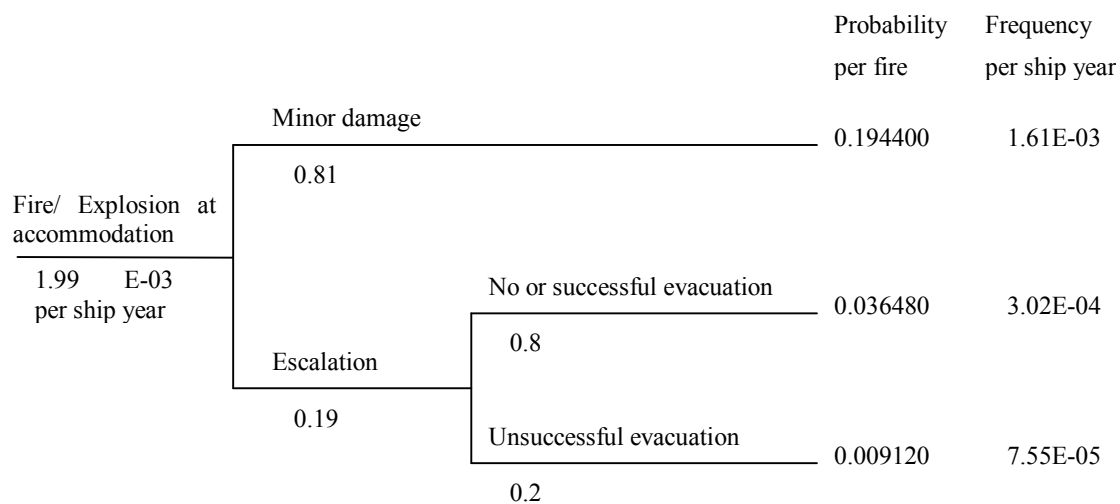 Probability Frequency
per fire per ship year
Minor damage
0.194400 1.61E-03
0.81
Fire/ Explosion at
accommodation
1.99 E-03
per ship year
No or successful evacuation
0.036480 3.02E-04
0.8
Escalation
0.19
Unsuccessful evacuation
0.009120 7.55E-05
0.2